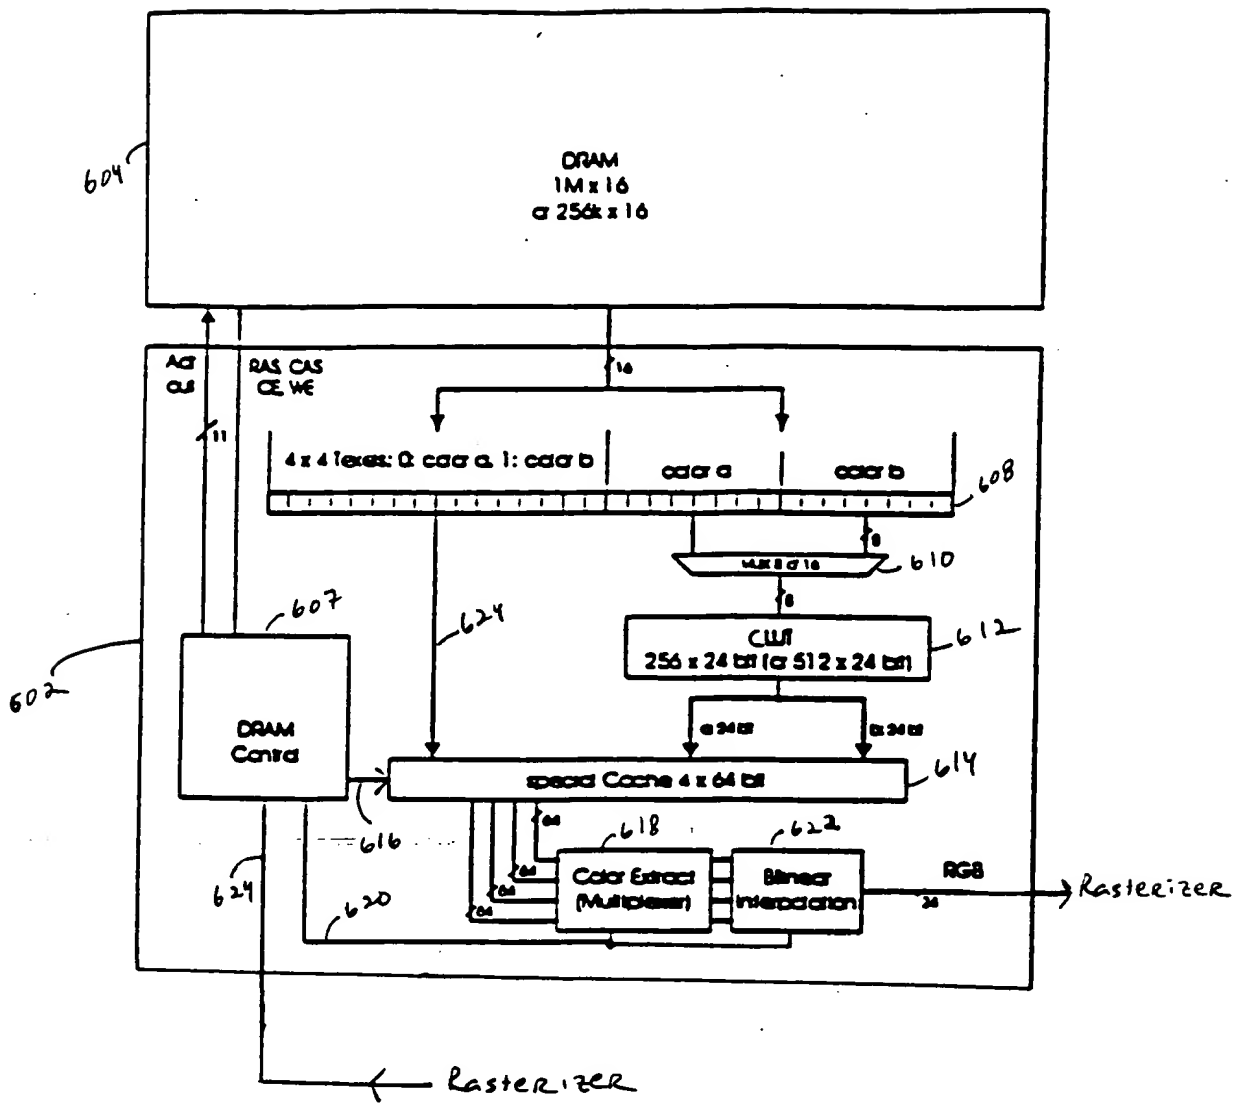 DRAM
1M x 16
or 256k x 16
604
RAS, CAS
OE, WE
16
11
4 x 4 Texels: 0: color a, 1: color b
color a
color b
608
8
MUX 8 or 16
610
8
607
624
CLUT
256 x 24 bit (or 512 x 24 bit)
612
602
DRAM
Control
a: 24 bit
b: 24 bit
special Cache 4 x 64 bit
614
616
64
64
64
64
618
622
Color Extract
(Multiplexer)
Bilinear
Interpolation
RGB
24
Rasterizer
624
620
Rasterizer